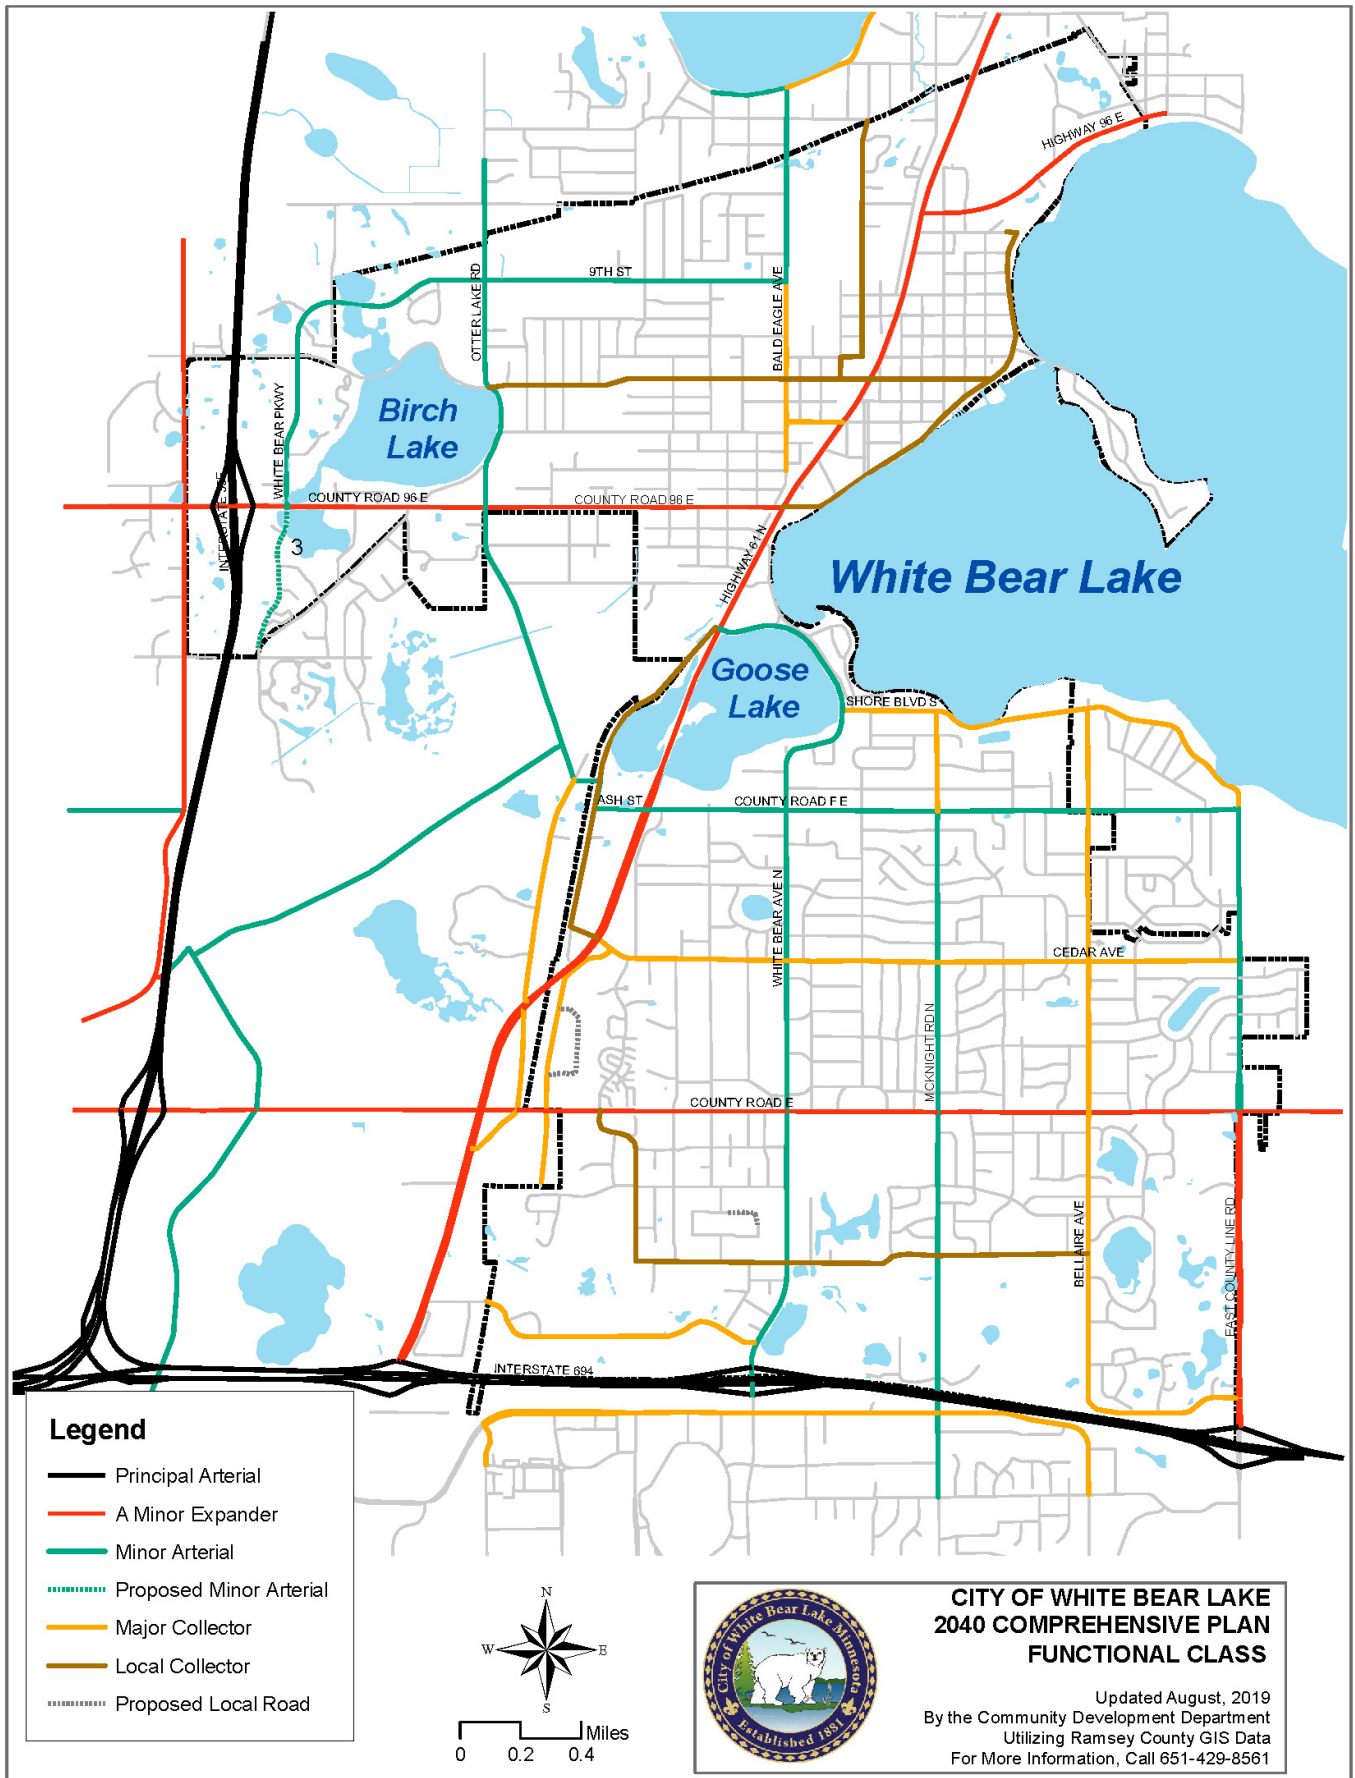 HIGHWAY 96 E
9TH ST
OTTER LAKE RD
BALD EAGLE AVE
WHITE BEAR PKWY
Birch
Lake
INTERSTATE 35E
COUNTY ROAD 96 E
COUNTY ROAD 96 E
3
HIGHWAY 61 N
White Bear Lake
Goose
Lake
SHORE BLVD S
ASH ST
COUNTY ROAD F E
WHITE BEAR AVE N
CEDAR AVE
MCKNIGHT RD N
COUNTY ROAD E
BELLAIRE AVE
EAST COUNTY LINE RD
INTERSTATE 694
Legend
Principal Arterial
A Minor Expander
Minor Arterial
Proposed Minor Arterial
Major Collector
Local Collector
Proposed Local Road
N
W
E
S
Miles
0 0.2 0.4
City of White Bear Lake Minnesota
Established 1881
CITY OF WHITE BEAR LAKE
2040 COMPREHENSIVE PLAN
FUNCTIONAL CLASS
Updated August, 2019
By the Community Development Department
Utilizing Ramsey County GIS Data
For More Information, Call 651-429-8561